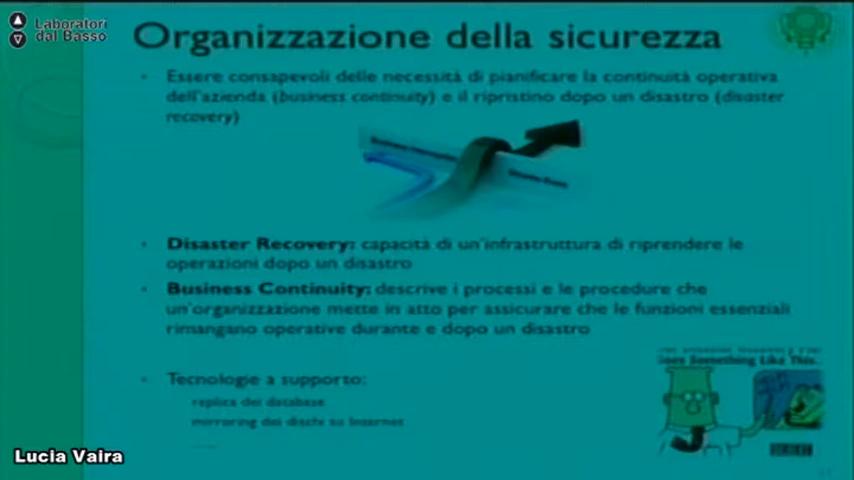 Laboratori
dal Basso
Organizzazione della sicurezza
Essere consapevoli delle necessità di pianificare la continuità operativa
dell'azienda (business continuity) e il ripristino dopo un disastro (disaster
recovery)
Disaster Recovery: capacità di un'infrastruttura di riprendere le
operazioni dopo un disastro
Business Continuity: descrive i processi e le procedure che
un'organizzazione mette in atto per assicurare che le funzioni essenziali
rimangano operative durante e dopo un disastro
Tecnologie a supporto:
replica dei database
mirroring dei dischi su Internet
.....
Something Like This..
Lucia Vaira